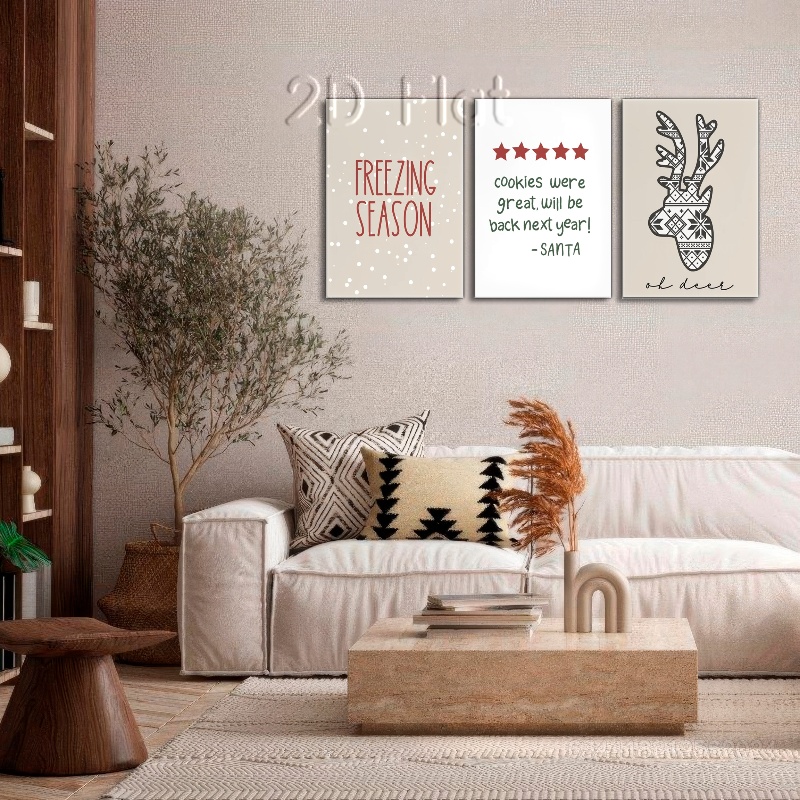 2D Flat
FREEZING
SEASON
cookies were
great, will be
back next year!
- SANTA
oh deer